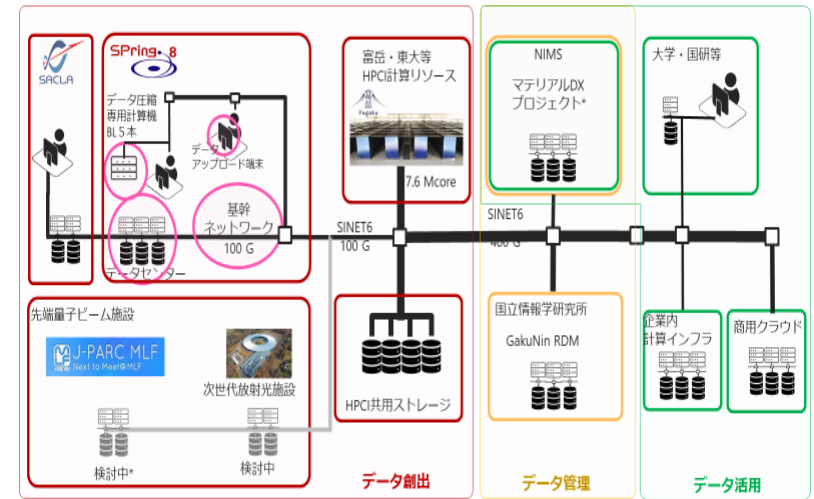 SACLA
SPring-8
データ圧縮
専用計算機
BL5本
データ
アップロード端末
基幹
ネットワーク
100 G
データセンター
富岳・東大等
HPCI計算リソース
富岳
Fugaku
7.6 Mcore
SINET6
100 G
HPCI共用ストレージ
先端量子ビーム施設
J-PARC MLF
Next to Meet@MLF
次世代放射光施設
検討中*
検討中
データ創出
NIMS
マテリアルDX
プロジェクト*
SINET6
400 G
国立情報学研究所
GakuNin RDM
データ管理
大学・国研等
企業内
計算インフラ
商用クラウド
データ活用